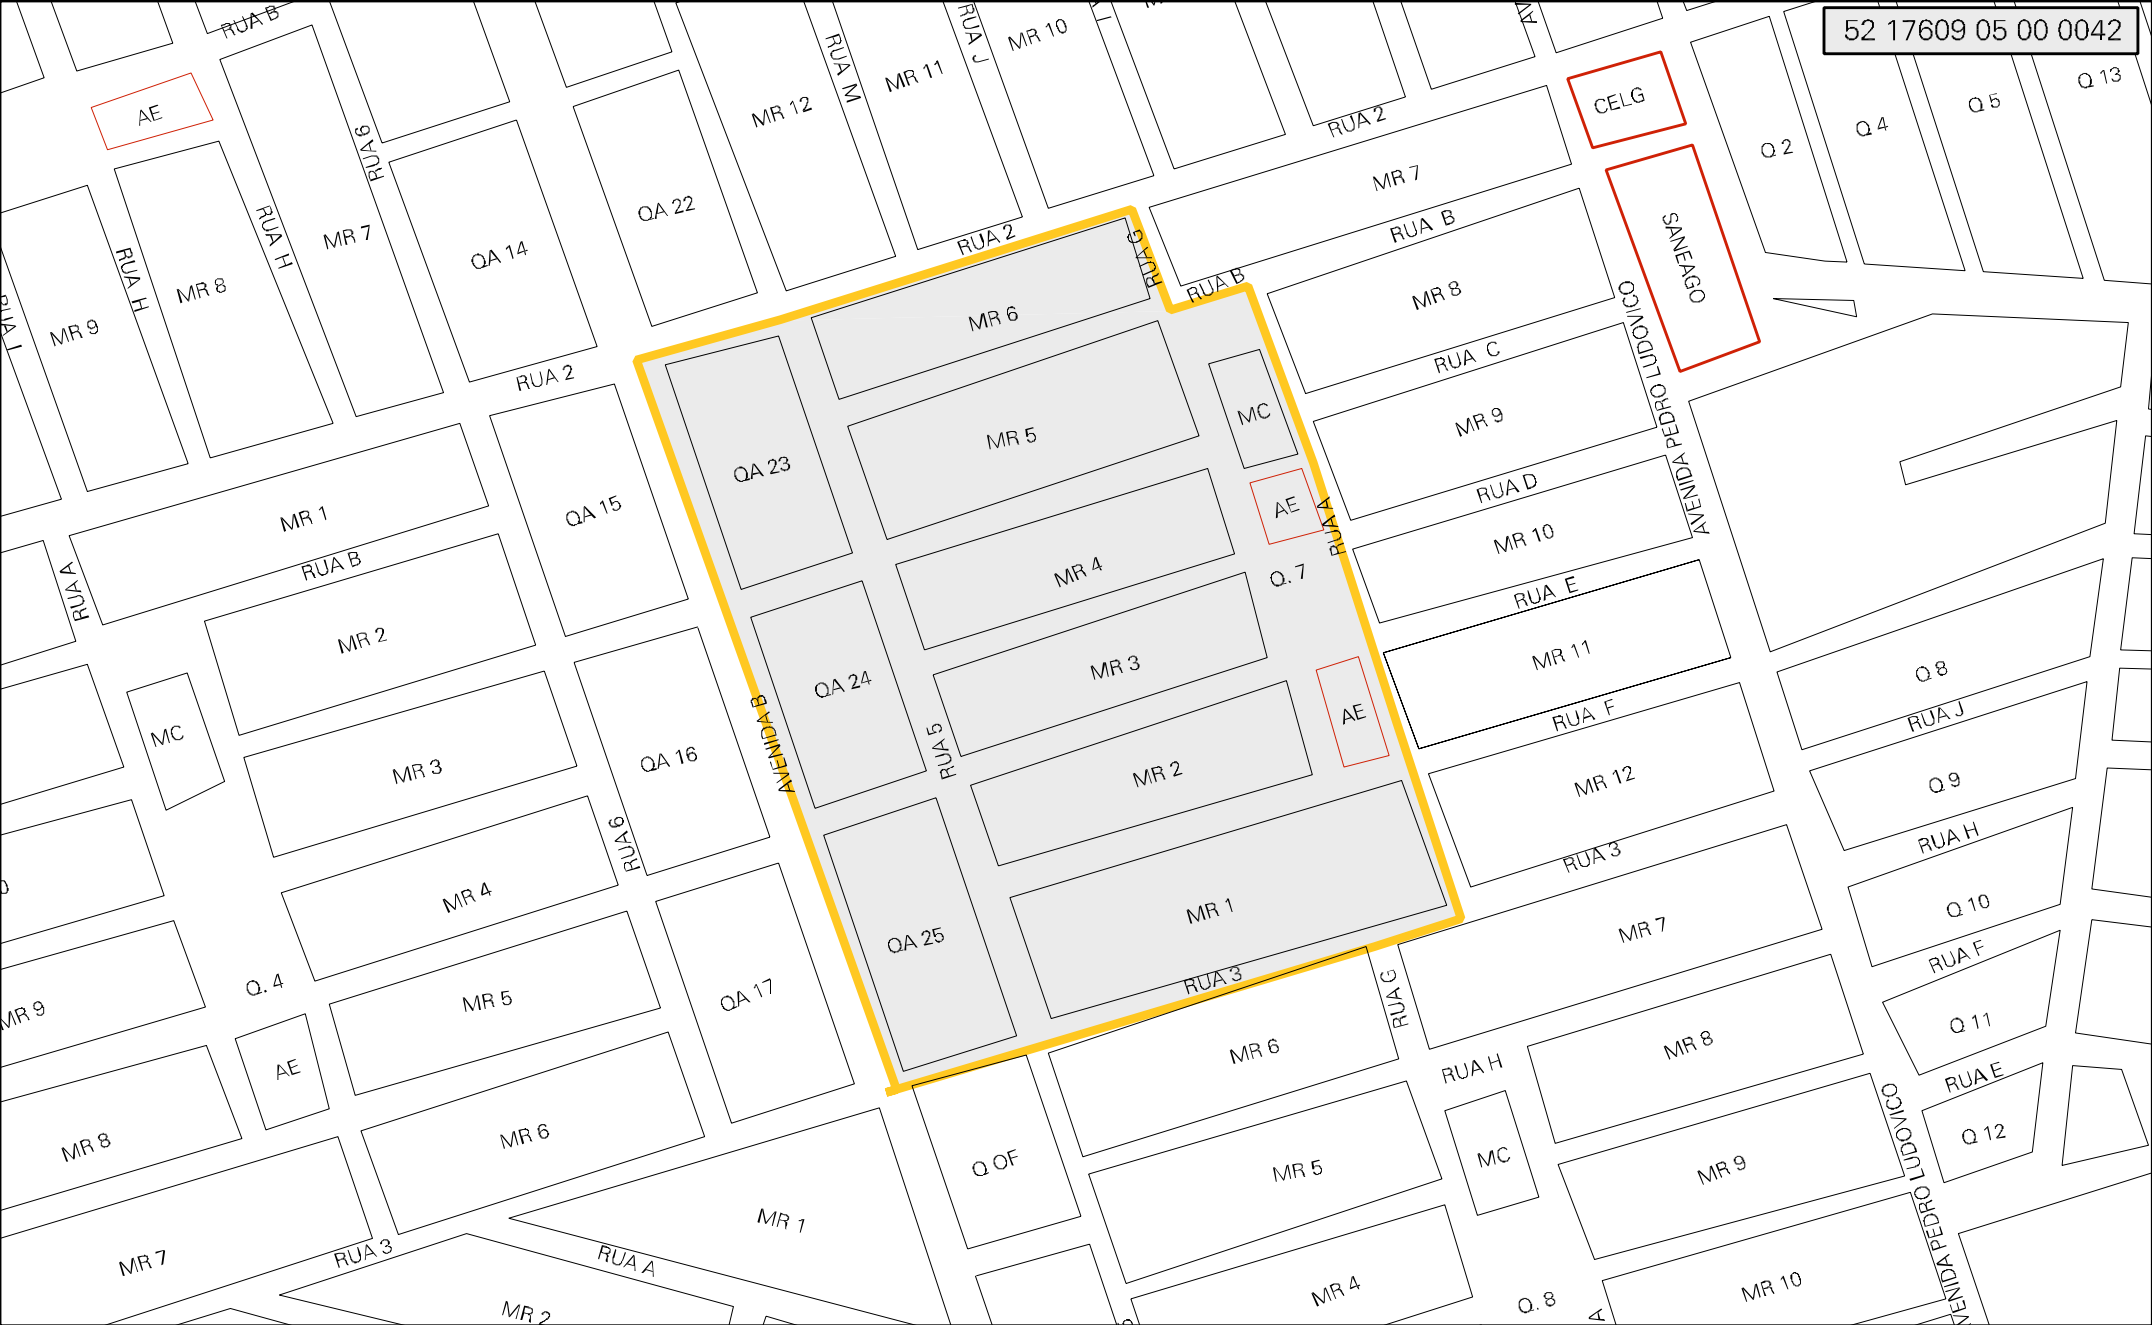 52 17609 05 00 0042
RUA B
RUA M
RUA J
MR 10
MR 11
MR 12
AE
RUA 6
RUA 2
CELG
Q 2
Q 4
Q 5
Q 13
MR 7
QA 14
QA 22
RUA H
RUA H
MR 7
MR 8
MR 9
RUA I
RUA 2
RUA G
RUA B
RUA B
SANEAGO
MR 8
MR 6
RUA C
AVENIDA PEDRO LUDOVICO
RUA 2
MR 5
MC
MR 9
QA 23
QA 15
MR 1
RUA B
RUA A
AE
RUA A
RUA D
MR 10
MR 4
Q. 7
RUA E
MR 2
MR 11
MR 3
QA 24
AE
RUA F
Q 8
RUA J
MC
MR 3
QA 16
AVENIDA B
RUA 5
MR 2
MR 12
Q 9
RUA 6
RUA 3
RUA H
MR 4
MR 1
MR 7
Q 10
QA 25
RUA F
Q. 4
RUA 3
RUA G
MR 5
QA 17
MR 9
Q 11
MR 6
MR 8
RUA H
RUA E
AE
MR 8
MR 6
Q 12
Q OF
MC
MR 5
MR 9
AVENIDA PEDRO LUDOVICO
MR 1
RUA 3
RUA A
MR 7
MR 4
MR 10
Q. 8
MR 2